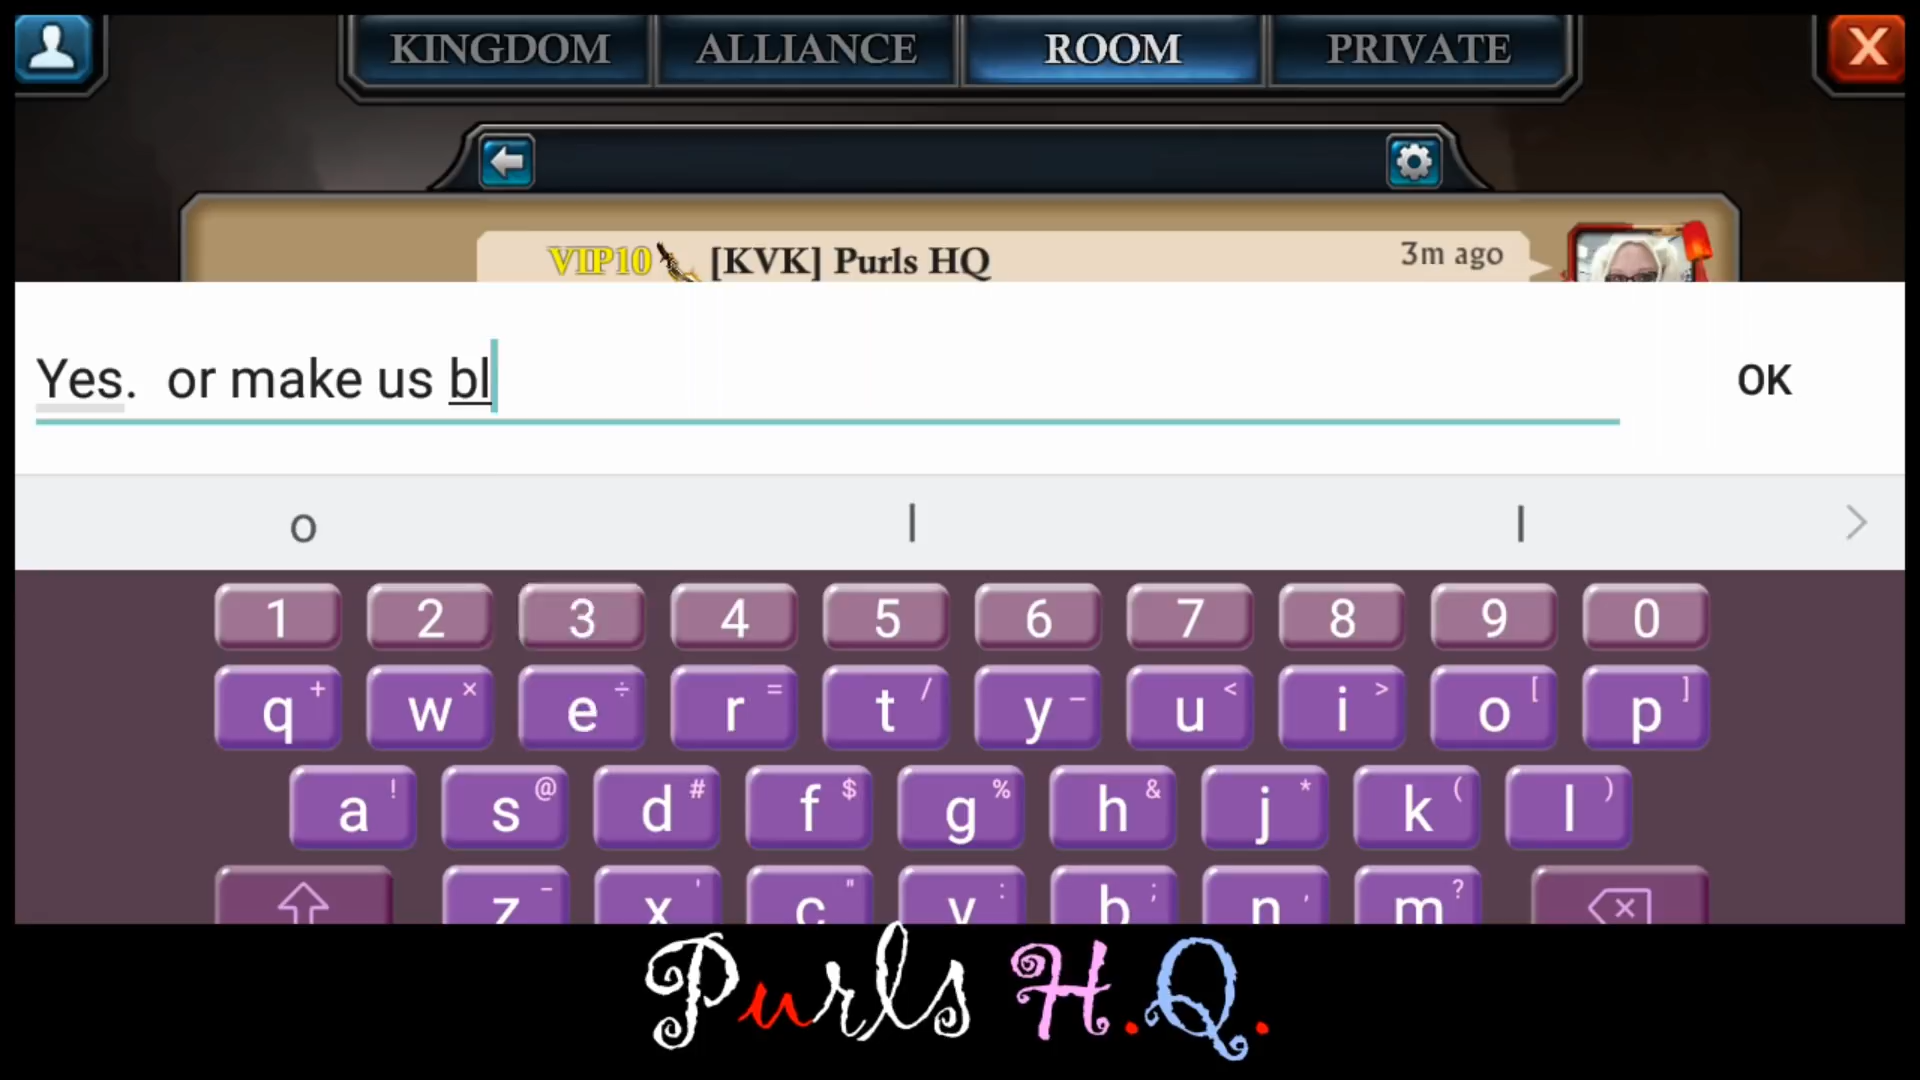 KINGDOM ALLIANCE ROOM PRIVATE X
VIP10 [KVK] Purls HQ 3m ago
Yes.  or make us bl OK
o l l >
1 2 3 4 5 6 7 8 9 0
q + w × e ÷ r = t / y _ u < i > o [ p ]
a ! s @ d # f $ g % h & j * k ( l )
z - x ' c " v : b ; n , m ?
Purls H.Q.